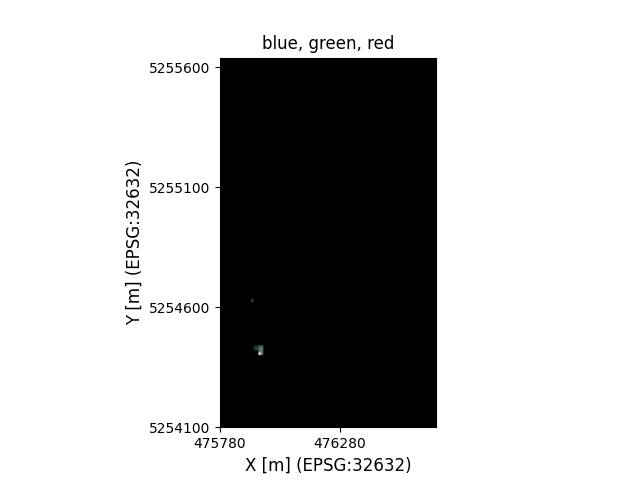 blue, green, red
5255600
5255100
5254600
5254100
475780 476280
X [m] (EPSG:32632)
Y [m] (EPSG:32632)